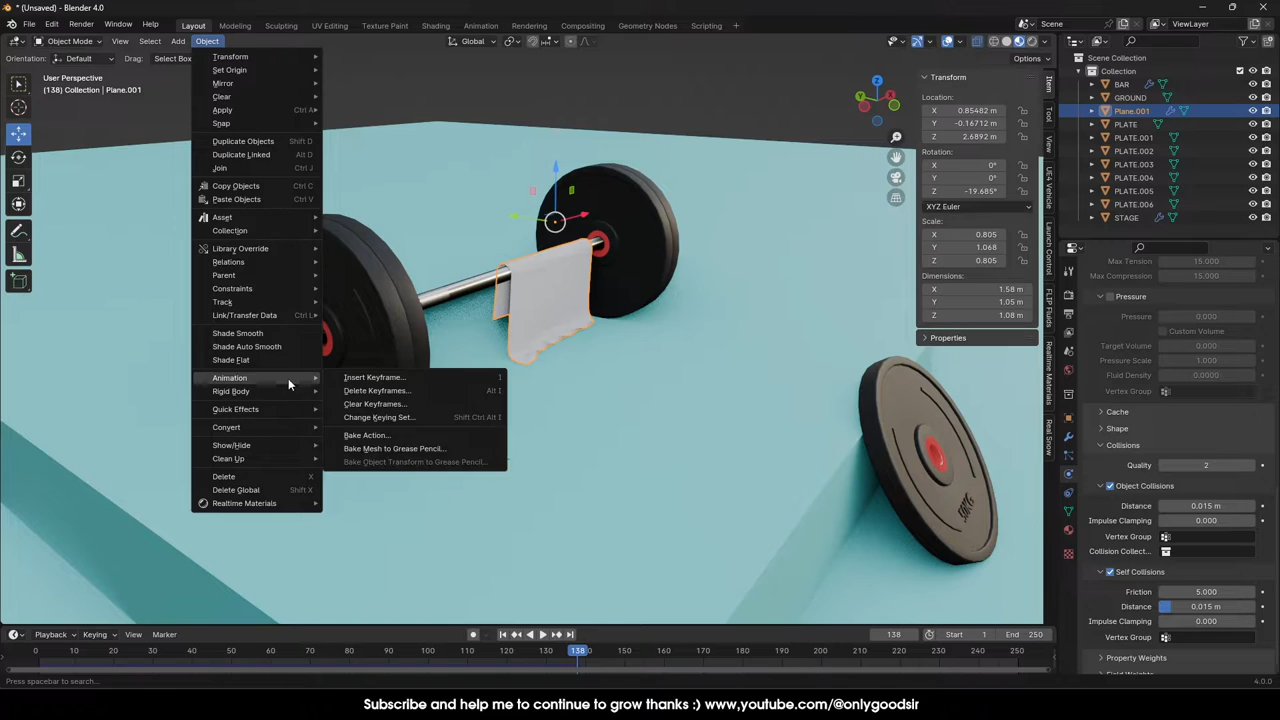 * (Unsaved) - Blender 4.0
File Edit Render Window Help Layout Modeling Sculpting UV Editing Texture Paint Shading Animation Rendering Compositing Geometry Nodes Scripting Scene ViewLayer
Object Mode View Select Add Object Global
Orientation: Default Drag: Select Box Options
User Perspective
(138) Collection | Plane.001
Transform
Set Origin
Mirror
Clear
Apply Ctrl A
Snap
Duplicate Objects Shift D
Duplicate Linked Alt D
Join Ctrl J
Copy Objects Ctrl C
Paste Objects Ctrl V
Asset
Collection
Library Override
Relations
Parent
Constraints
Track
Link/Transfer Data Ctrl L
Shade Smooth
Shade Auto Smooth
Shade Flat
Animation
Rigid Body
Quick Effects
Convert
Show/Hide
Clean Up
Delete X
Delete Global Shift X
Realtime Materials
Insert Keyframe... I
Delete Keyframes... Alt I
Clear Keyframes...
Change Keying Set... Shift Ctrl Alt I
Bake Action...
Bake Mesh to Grease Pencil...
Bake Object Transform to Grease Pencil...
Z
Y
X
50KG
Transform
Location:
X 0.85482 m
Y -0.16712 m
Z 2.6892 m
Rotation:
X 0°
Y 0°
Z -19.685°
XYZ Euler
Scale:
X 0.805
Y 1.068
Z 0.805
Dimensions:
X 1.58 m
Y 1.05 m
Z 1.08 m
Properties
Item
Tool
View
UE4 Vehicle
Launch Control
FLIP Fluids
Realtime Materials
Real Snow
Scene Collection
Collection
BAR
GROUND
Plane.001
PLATE
PLATE.001
PLATE.002
PLATE.003
PLATE.004
PLATE.005
PLATE.006
STAGE
Max Tension 15.000
Max Compression 15.000
Pressure
Pressure 0.000
Custom Volume
Target Volume 0.000
Pressure Scale 1.000
Fluid Density 0.000
Vertex Group
Cache
Shape
Collisions
Quality 2
Object Collisions
Distance 0.015 m
Impulse Clamping 0.000
Vertex Group
Collision Collect...
Self Collisions
Friction 5.000
Distance 0.015 m
Impulse Clamping 0.000
Vertex Group
Property Weights
Playback Keying View Marker 138 Start 1 End 250
0 10 20 30 40 50 60 70 80 90 100 110 120 130 138 150 160 170 180 190 200 210 220 230 240 250
Press spacebar to search... 4.0.0
Subscribe and help me to continue to grow thanks :) www,youtube.com/@onlygoodsir